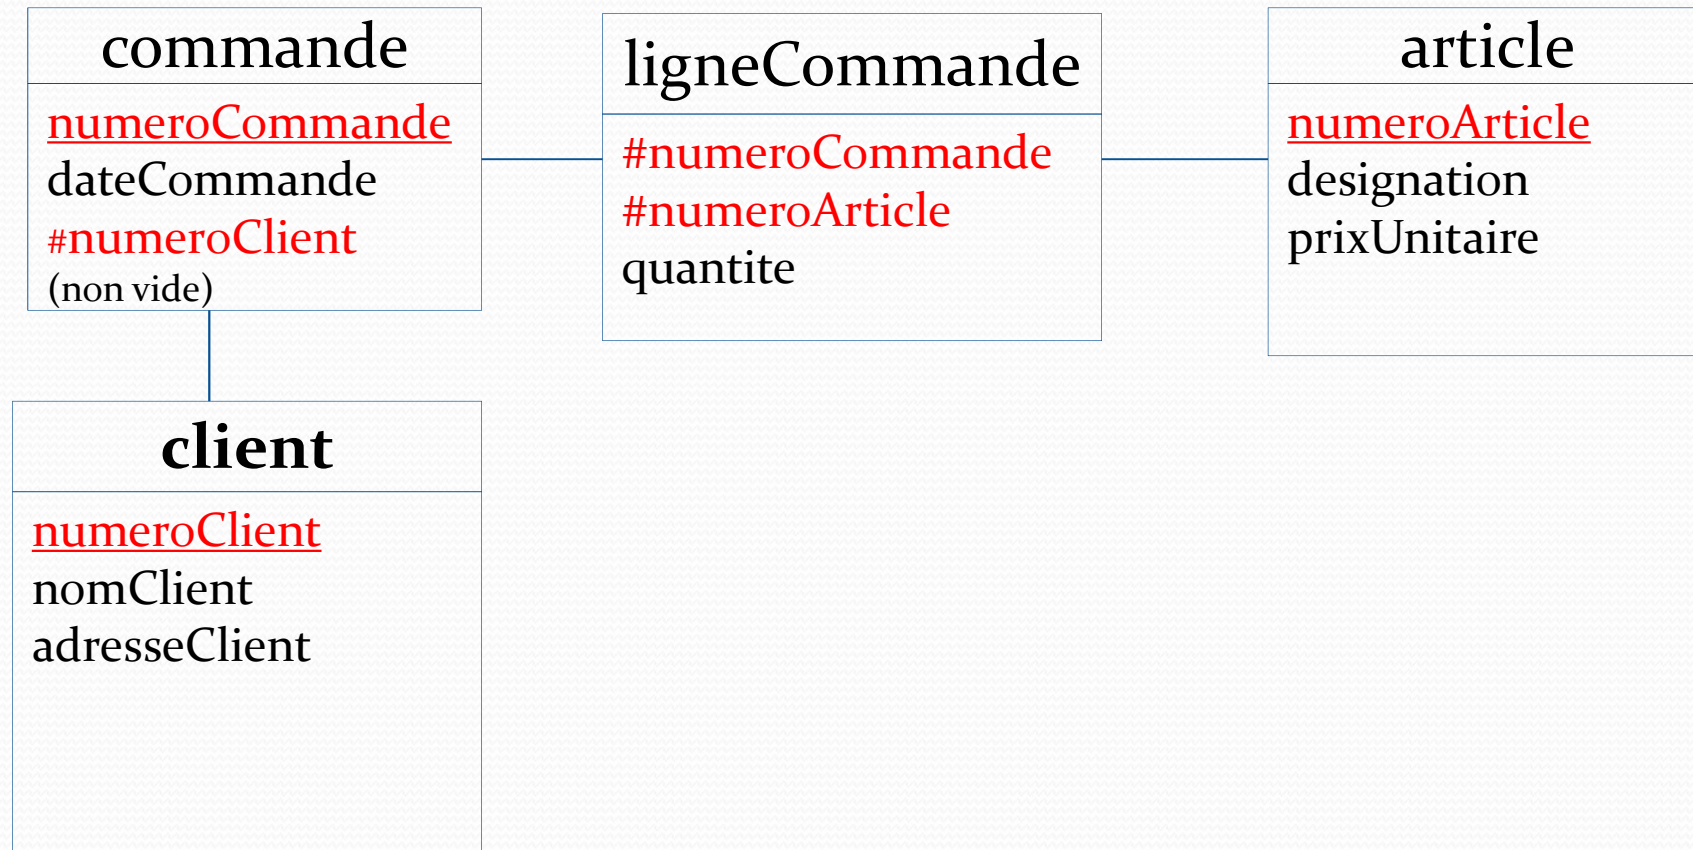 commande
numeroCommande
dateCommande
#numeroClient
(non vide)
ligneCommande
#numeroCommande
#numeroArticle
quantite
article
numeroArticle
designation
prixUnitaire
client
numeroClient
nomClient
adresseClient